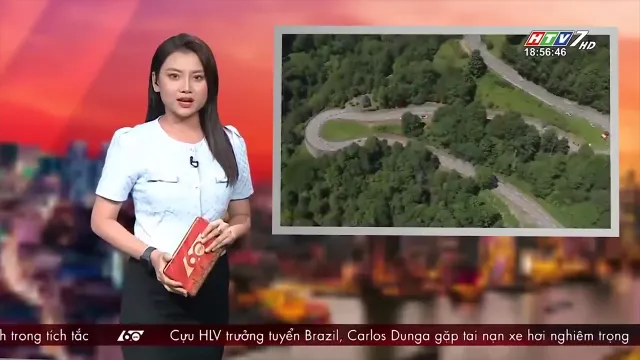 HTV7 HD
18:56:46
h trong tích tắc
60 Cựu HLV trưởng tuyển Brazil, Carlos Dunga gặp tai nạn xe hơi nghiêm trọng